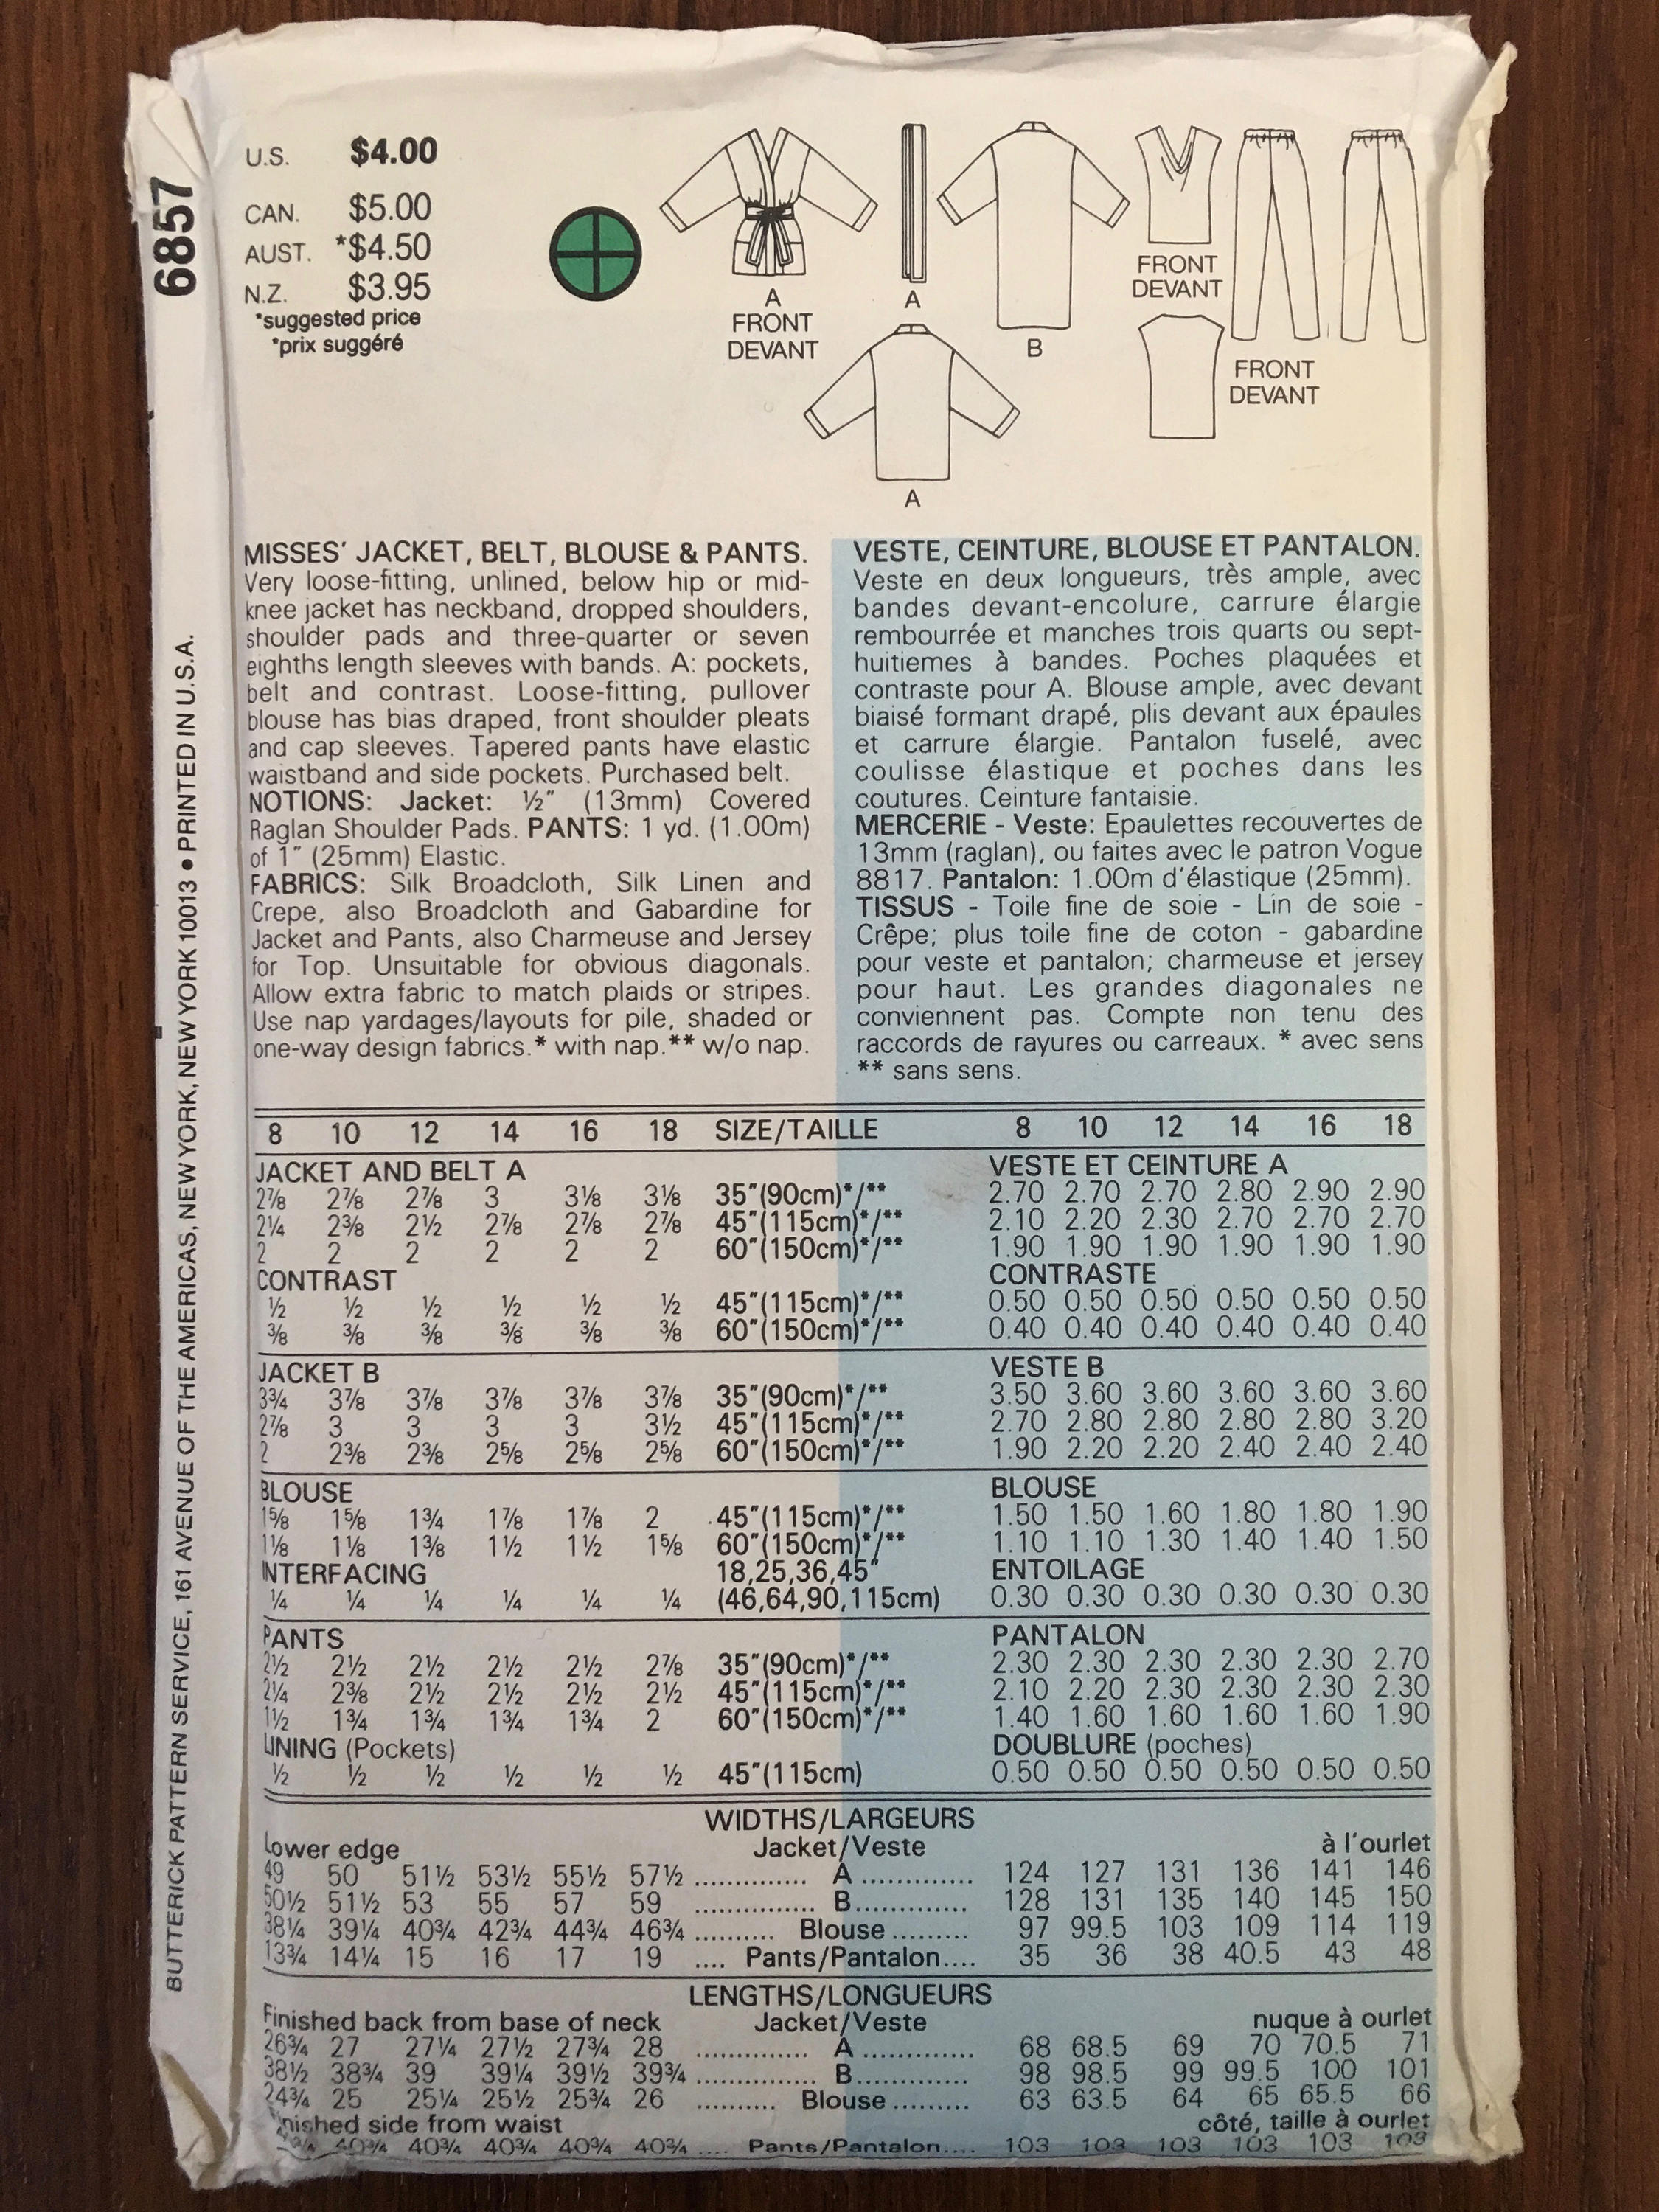 6857
BUTTERICK PATTERN SERVICE, 161 AVENUE OF THE AMERICAS, NEW YORK, NEW YORK 10013 • PRINTED IN U.S.A.
U.S. $4.00
CAN. $5.00
AUST. *$4.50
N.Z. $3.95
*suggested price
*prix suggéré
A
FRONT
DEVANT
A
B
FRONT
DEVANT
FRONT
DEVANT
A
MISSES' JACKET, BELT, BLOUSE & PANTS.
Very loose-fitting, unlined, below hip or mid-
knee jacket has neckband, dropped shoulders,
shoulder pads and three-quarter or seven
eighths length sleeves with bands. A: pockets,
belt and contrast. Loose-fitting, pullover
blouse has bias draped, front shoulder pleats
and cap sleeves. Tapered pants have elastic
waistband and side pockets. Purchased belt.
NOTIONS: Jacket: ½" (13mm) Covered
Raglan Shoulder Pads. PANTS: 1 yd. (1.00m)
of 1" (25mm) Elastic.
FABRICS: Silk Broadcloth, Silk Linen and
Crepe, also Broadcloth and Gabardine for
Jacket and Pants, also Charmeuse and Jersey
for Top. Unsuitable for obvious diagonals.
Allow extra fabric to match plaids or stripes.
Use nap yardages/layouts for pile, shaded or
one-way design fabrics.* with nap.** w/o nap.
VESTE, CEINTURE, BLOUSE ET PANTALON.
Veste en deux longueurs, très ample, avec
bandes devant-encolure, carrure élargie
rembourrée et manches trois quarts ou sept-
huitiemes à bandes. Poches plaquées et
contraste pour A. Blouse ample, avec devant
biaisé formant drapé, plis devant aux épaules
et carrure élargie. Pantalon fuselé, avec
coulisse élastique et poches dans les
coutures. Ceinture fantaisie.
MERCERIE - Veste: Epaulettes recouvertes de
13mm (raglan), ou faites avec le patron Vogue
8817. Pantalon: 1.00m d'élastique (25mm).
TISSUS - Toile fine de soie - Lin de soie -
Crêpe; plus toile fine de coton - gabardine
pour veste et pantalon; charmeuse et jersey
pour haut. Les grandes diagonales ne
conviennent pas. Compte non tenu des
raccords de rayures ou carreaux. * avec sens
** sans sens.
8 10 12 14 16 18 SIZE/TAILLE 8 10 12 14 16 18
JACKET AND BELT A VESTE ET CEINTURE A
2⅞ 2⅞ 2⅞ 3 3⅛ 3⅛ 35"(90cm)*/** 2.70 2.70 2.70 2.80 2.90 2.90
2¼ 2⅜ 2½ 2⅞ 2⅞ 2⅞ 45"(115cm)*/** 2.10 2.20 2.30 2.70 2.70 2.70
2 2 2 2 2 2 60"(150cm)*/** 1.90 1.90 1.90 1.90 1.90 1.90
CONTRAST CONTRASTE
½ ½ ½ ½ ½ ½ 45"(115cm)*/** 0.50 0.50 0.50 0.50 0.50 0.50
⅜ ⅜ ⅜ ⅜ ⅜ ⅜ 60"(150cm)*/** 0.40 0.40 0.40 0.40 0.40 0.40
JACKET B VESTE B
3¾ 3⅞ 3⅞ 3⅞ 3⅞ 3⅞ 35"(90cm)*/** 3.50 3.60 3.60 3.60 3.60 3.60
2⅞ 3 3 3 3 3½ 45"(115cm)*/** 2.70 2.80 2.80 2.80 2.80 3.20
2 2⅜ 2⅜ 2⅝ 2⅝ 2⅝ 60"(150cm)*/** 1.90 2.20 2.20 2.40 2.40 2.40
BLOUSE BLOUSE
1⅝ 1⅝ 1¾ 1⅞ 1⅞ 2 45"(115cm)*/** 1.50 1.50 1.60 1.80 1.80 1.90
1⅛ 1⅛ 1⅜ 1½ 1½ 1⅝ 60"(150cm)*/** 1.10 1.10 1.30 1.40 1.40 1.50
INTERFACING 18,25,36,45" ENTOILAGE
¼ ¼ ¼ ¼ ¼ ¼ (46,64,90,115cm) 0.30 0.30 0.30 0.30 0.30 0.30
PANTS PANTALON
2½ 2½ 2½ 2½ 2½ 2⅞ 35"(90cm)*/** 2.30 2.30 2.30 2.30 2.30 2.70
2¼ 2⅜ 2½ 2½ 2½ 2½ 45"(115cm)*/** 2.10 2.20 2.30 2.30 2.30 2.30
1½ 1¾ 1¾ 1¾ 1¾ 2 60"(150cm)*/** 1.40 1.60 1.60 1.60 1.60 1.90
LINING (Pockets) DOUBLURE (poches)
½ ½ ½ ½ ½ ½ 45"(115cm) 0.50 0.50 0.50 0.50 0.50 0.50
WIDTHS/LARGEURS
Lower edge Jacket/Veste à l'ourlet
49 50 51½ 53½ 55½ 57½ .............. A ............. 124 127 131 136 141 146
50½ 51½ 53 55 57 59 ............... B............. 128 131 135 140 145 150
38¼ 39¼ 40¾ 42¾ 44¾ 46¾ .......... Blouse ......... 97 99.5 103 109 114 119
13¾ 14¼ 15 16 17 19 .... Pants/Pantalon.... 35 36 38 40.5 43 48
LENGTHS/LONGUEURS
Finished back from base of neck Jacket/Veste nuque à ourlet
26¾ 27 27¼ 27½ 27¾ 28 .............. A ............. 68 68.5 69 70 70.5 71
38½ 38¾ 39 39¼ 39½ 39¾ ............... B............. 98 98.5 99 99.5 100 101
24¾ 25 25¼ 25½ 25¾ 26 .......... Blouse ......... 63 63.5 64 65 65.5 66
Finished side from waist côté, taille à ourlet
40¾ 40¾ 40¾ 40¾ 40¾ .... Pants/Pantalon.... 103 103 103 103 103 103